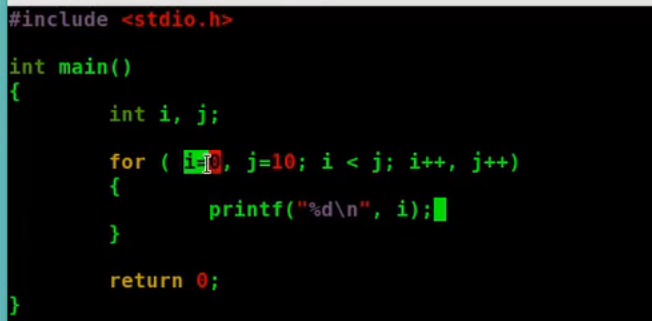 #include <stdio.h>
int main()
{
int i, j;
for ( i=0, j=10; i < j; i++, j++)
{
printf("%d\n", i);
}
return 0;
}